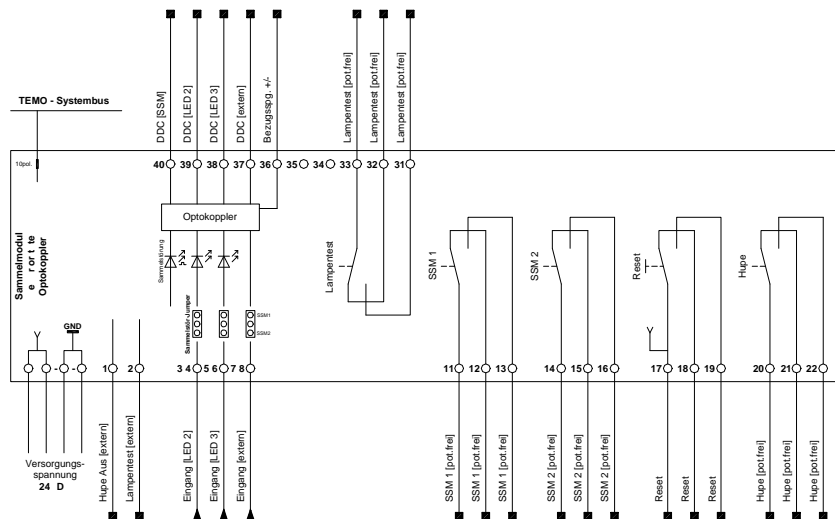 DDC [SSM]
DDC [LED 2]
DDC [LED 3]
DDC [extern]
Bezugsspg. +/-
Lampentest [pot.frei]
Lampentest [pot.frei]
Lampentest [pot.frei]
TEMO - Systembus
10pol.
40 39 38 37 36 35 34 33 32 31
Optokoppler
Sammelmodul
e r ort te
Optokoppler
Sammelstörung
Lampentest
SSM 1
SSM 2
Reset
Hupe
Sammelstör-Jumper
SSM1
SSM2
GND
- -
1 2 3 4 5 6 7 8 11 12 13 14 15 16 17 18 19 20 21 22
Versorgungs-
spannung
24 D
Hupe Aus [extern]
Lampentest [extern]
Eingang [LED 2]
Eingang [LED 3]
Eingang [extern]
SSM 1 [pot.frei]
SSM 1 [pot.frei]
SSM 1 [pot.frei]
SSM 2 [pot.frei]
SSM 2 [pot.frei]
SSM 2 [pot.frei]
Reset
Reset
Reset
Hupe [pot.frei]
Hupe [pot.frei]
Hupe [pot.frei]